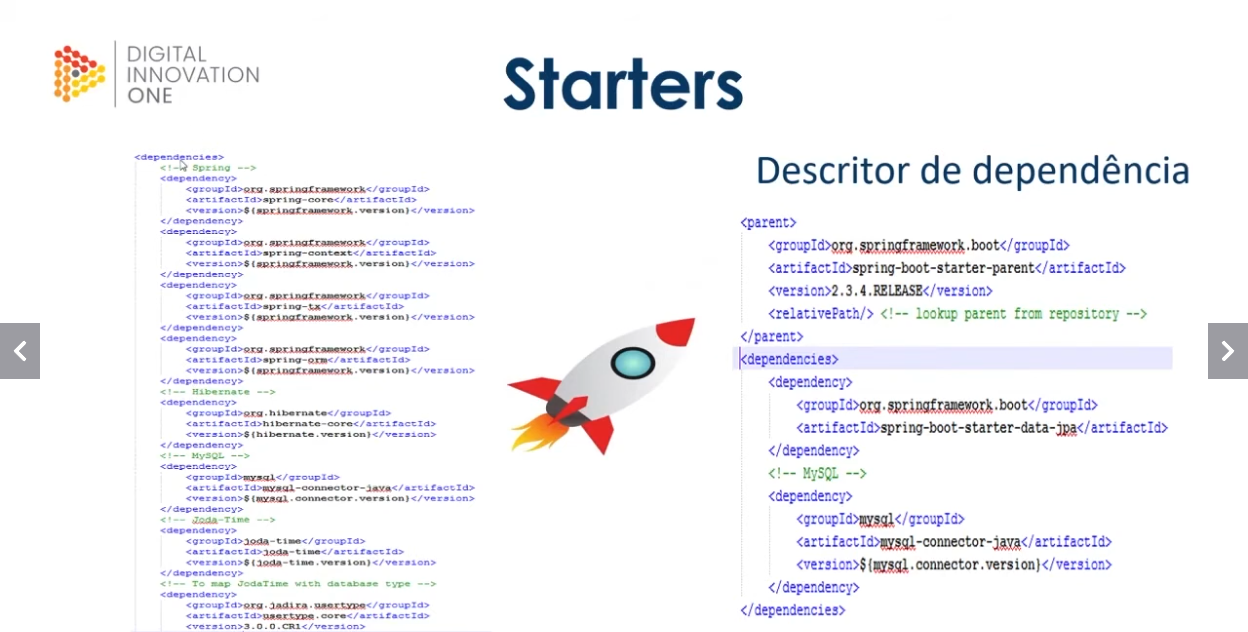 DIGITAL
INNOVATION
ONE
Starters
<dependencies>
<!-- Spring -->
<dependency>
<groupId>org.springframework</groupId>
<artifactId>spring-core</artifactId>
<version>${springframework.version}</version>
</dependency>
<dependency>
<groupId>org.springframework</groupId>
<artifactId>spring-context</artifactId>
<version>${springframework.version}</version>
</dependency>
<dependency>
<groupId>org.springframework</groupId>
<artifactId>spring-tx</artifactId>
<version>${springframework.version}</version>
</dependency>
<dependency>
<groupId>org.springframework</groupId>
<artifactId>spring-orm</artifactId>
<version>${springframework.version}</version>
</dependency>
<!-- Hibernate -->
<dependency>
<groupId>org.hibernate</groupId>
<artifactId>hibernate-core</artifactId>
<version>${hibernate.version}</version>
</dependency>
<!-- MySQL -->
<dependency>
<groupId>mysql</groupId>
<artifactId>mysql-connector-java</artifactId>
<version>${mysql.connector.version}</version>
</dependency>
<!-- Joda-Time -->
<dependency>
<groupId>joda-time</groupId>
<artifactId>joda-time</artifactId>
<version>${joda-time.version}</version>
</dependency>
<!-- To map JodaTime with database type -->
<dependency>
<groupId>org.jadira.usertype</groupId>
<artifactId>usertype.core</artifactId>
<version>3.0.0.CR1</version>
Descritor de dependência
<parent>
<groupId>org.springframework.boot</groupId>
<artifactId>spring-boot-starter-parent</artifactId>
<version>2.3.4.RELEASE</version>
<relativePath/> <!-- lookup parent from repository -->
</parent>
<dependencies>
<dependency>
<groupId>org.springframework.boot</groupId>
<artifactId>spring-boot-starter-data-jpa</artifactId>
</dependency>
<!-- MySQL -->
<dependency>
<groupId>mysql</groupId>
<artifactId>mysql-connector-java</artifactId>
<version>${mysql.connector.version}</version>
</dependency>
</dependencies>